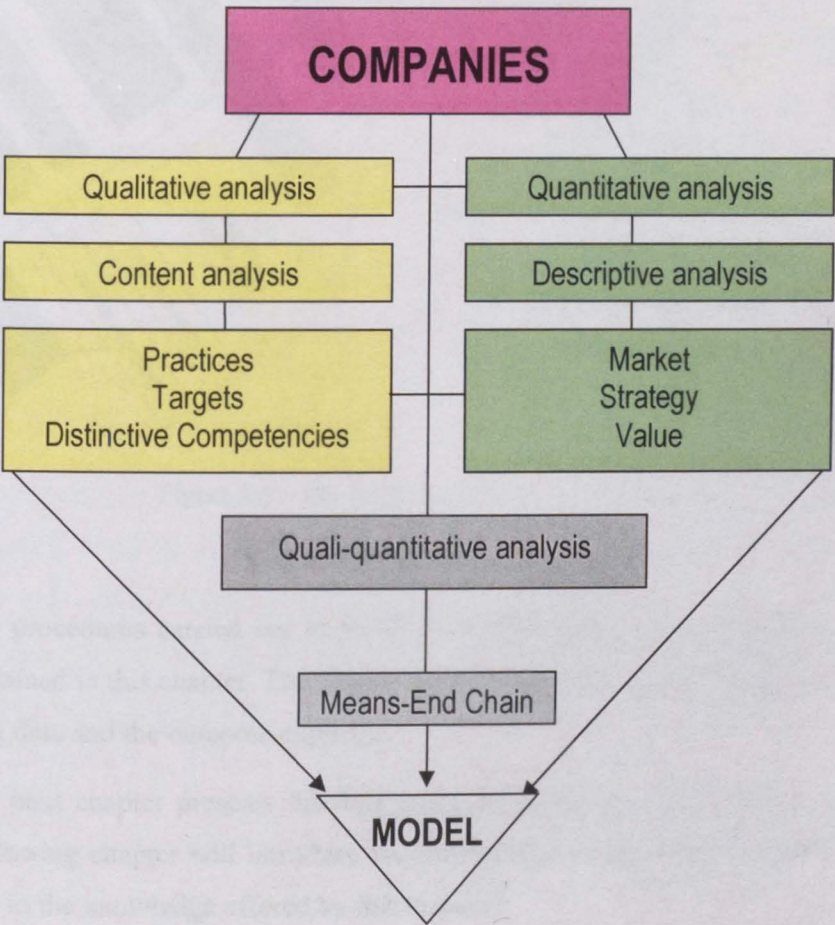 COMPANIES
Qualitative analysis
Quantitative analysis
Content analysis
Descriptive analysis
Practices
Targets
Distinctive Competencies
Market
Strategy
Value
Quali-quantitative analysis
Means-End Chain
MODEL